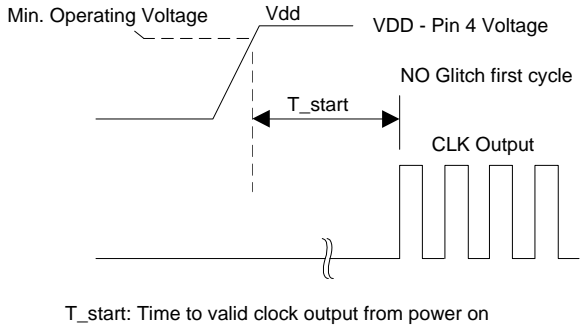 Min. Operating Voltage
Vdd
VDD - Pin 4 Voltage
NO Glitch first cycle
T_start
CLK Output
T_start: Time to valid clock output from power on